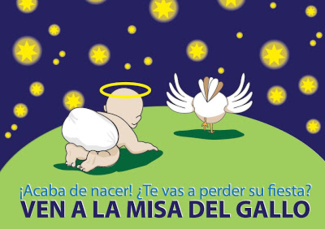 ¡Acaba de nacer! ¿Te vas a perder su fiesta?
VEN A LA MISA DEL GALLO